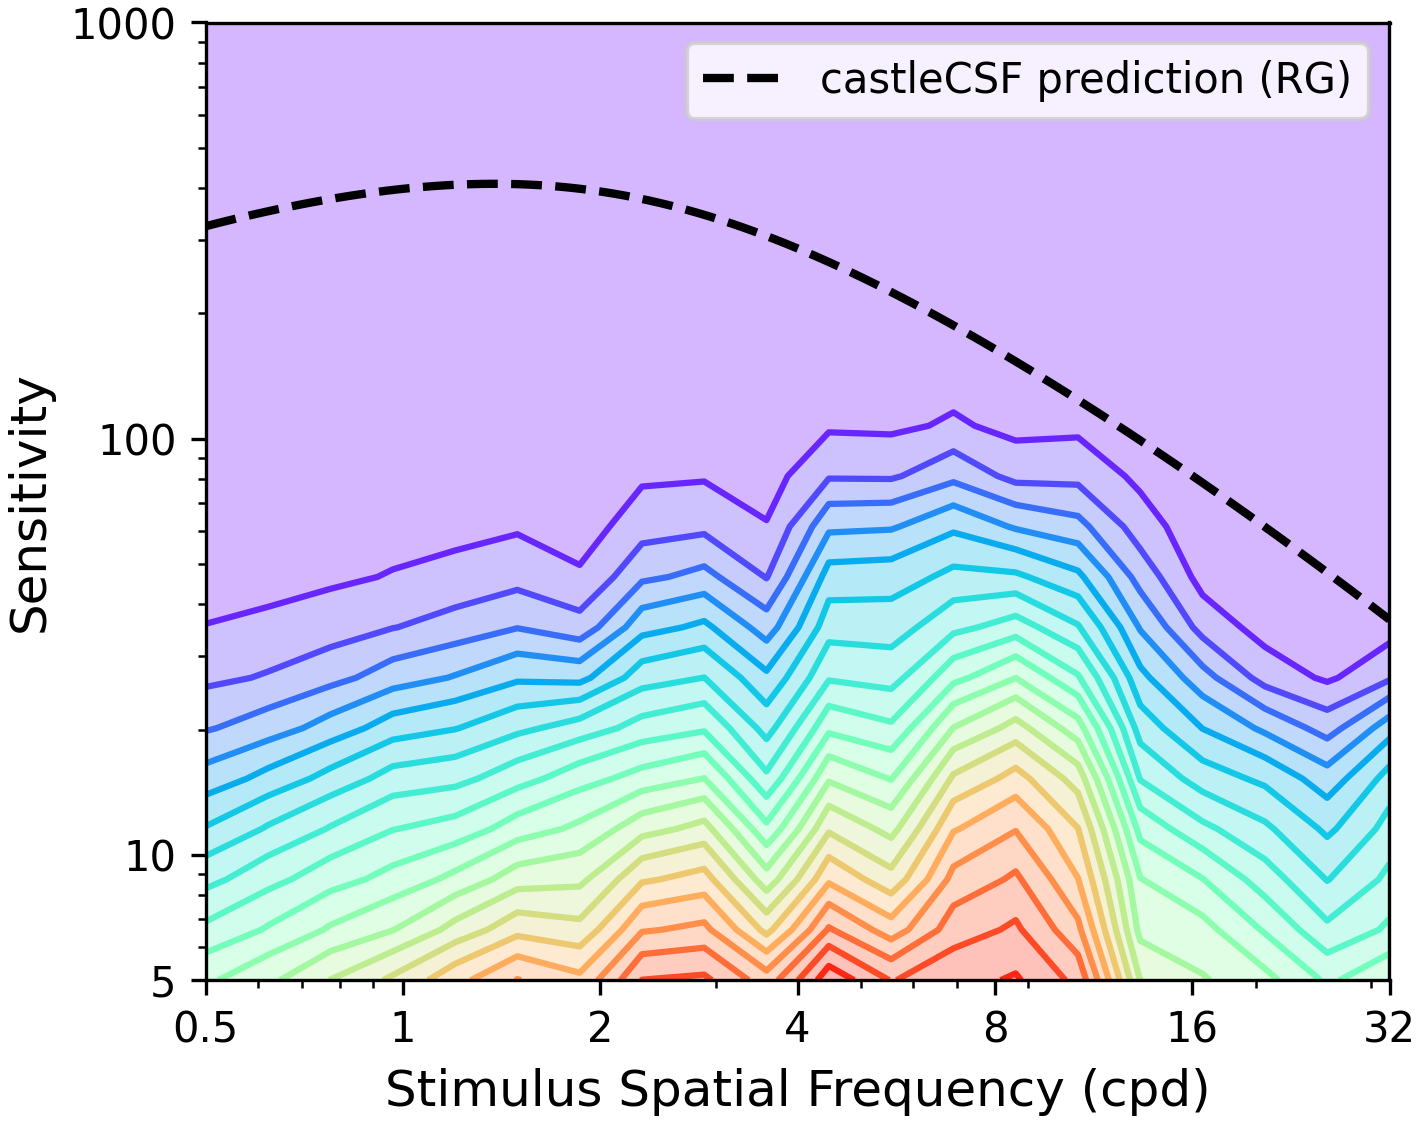 1000
castleCSF prediction (RG)
Sensitivity
100
10
5
0.5 1 2 4 8 16 32
Stimulus Spatial Frequency (cpd)